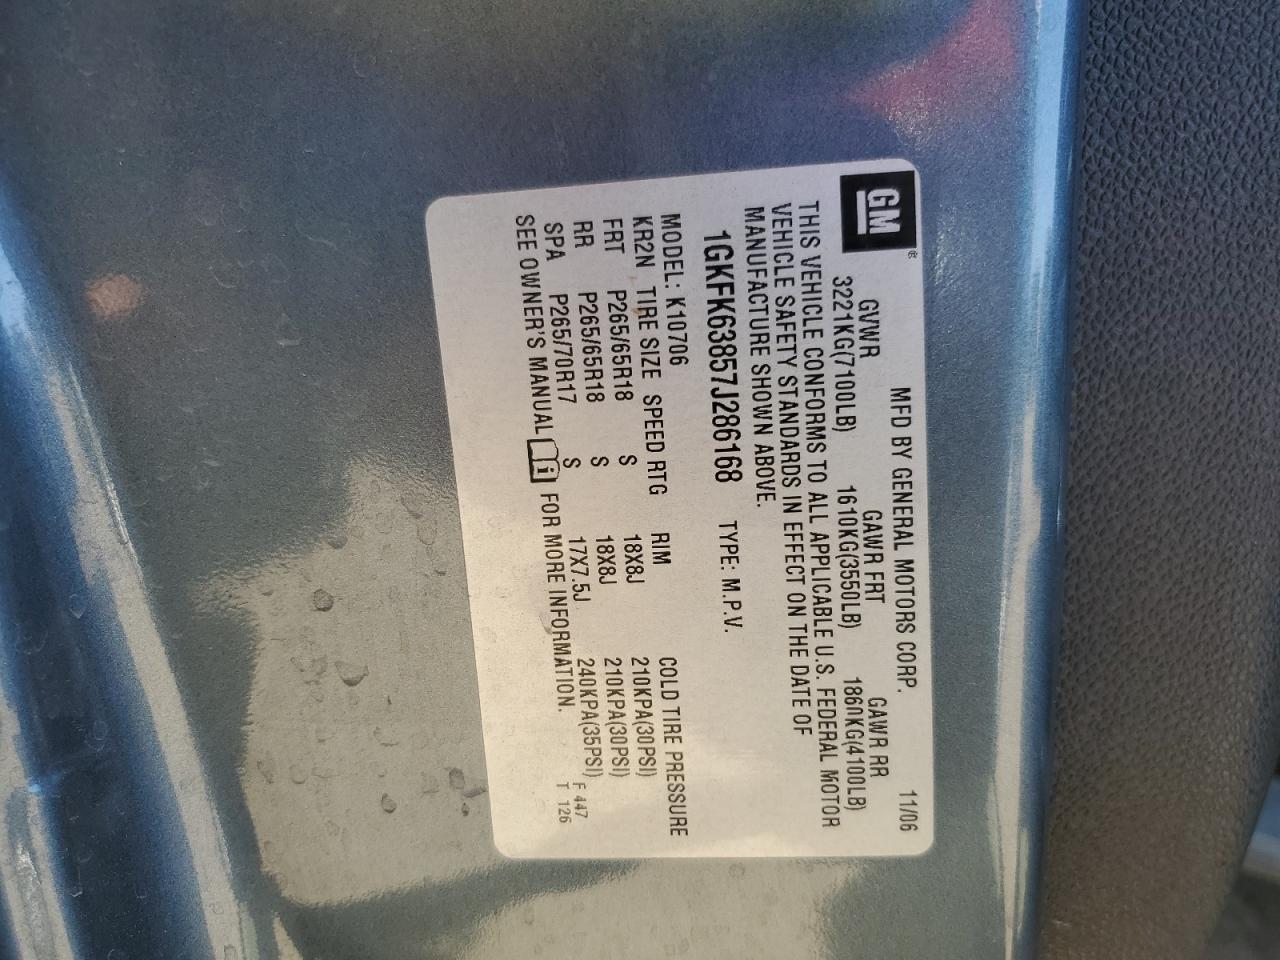 GM
MFD BY GENERAL MOTORS CORP. 11/06
GVWR GAWR FRT GAWR RR
3221KG(7100LB) 1610KG(3550LB) 1860KG(4100LB)
THIS VEHICLE CONFORMS TO ALL APPLICABLE U.S. FEDERAL MOTOR
VEHICLE SAFETY STANDARDS IN EFFECT ON THE DATE OF
MANUFACTURE SHOWN ABOVE.
1GKFK63857J286168 TYPE: M.P.V.
MODEL: K10706
KR2N TIRE SIZE SPEED RTG RIM COLD TIRE PRESSURE
FRT P265/65R18 S 18X8J 210KPA(30PSI)
RR P265/65R18 S 18X8J 210KPA(30PSI)
SPA P265/70R17 S 17X7.5J 240KPA(35PSI) F 447
SEE OWNER'S MANUAL FOR MORE INFORMATION. T 126